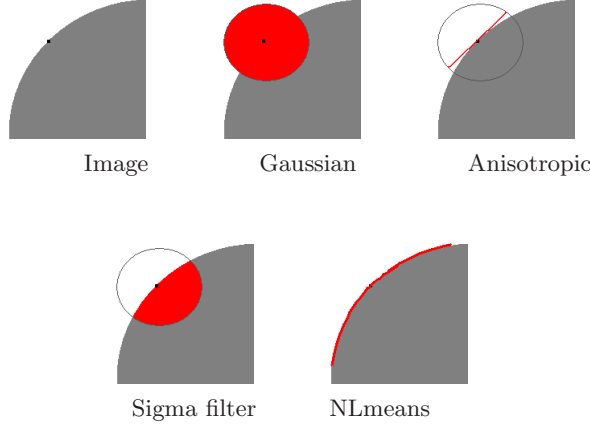 Image
Gaussian
Anisotropic
Sigma filter
NLmeans